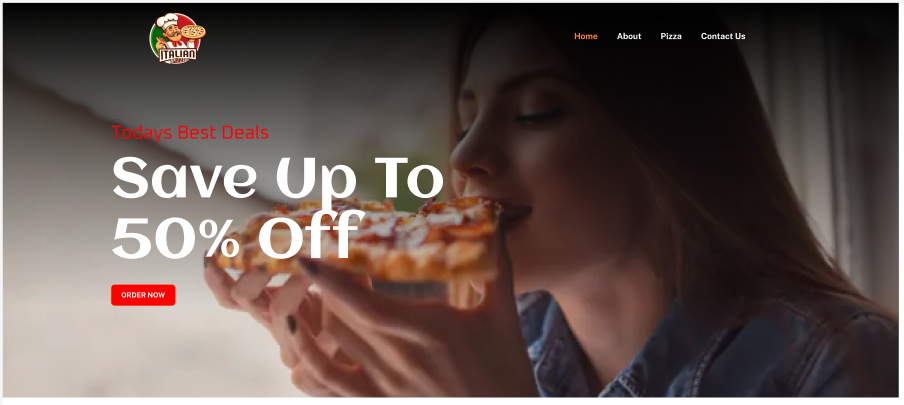 ITALIAN
Home About Pizza Contact Us
Todays Best Deals
Save Up To
50% Off
ORDER NOW